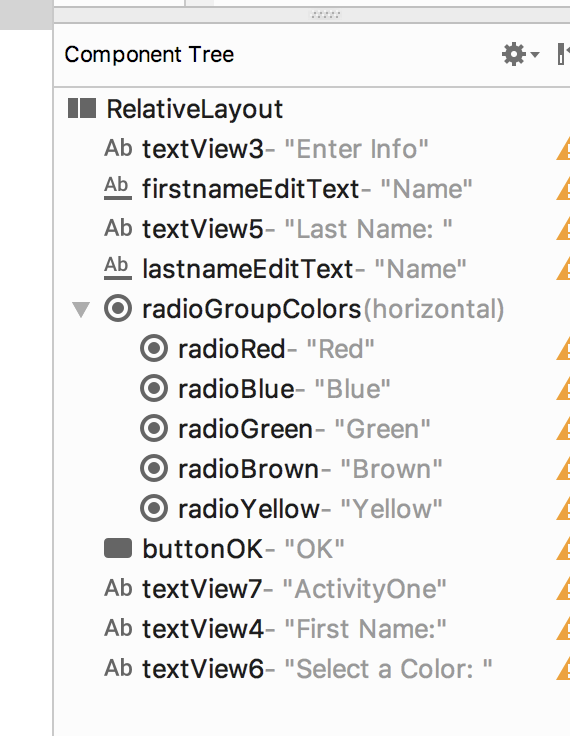 Component Tree
RelativeLayout
Ab textView3- "Enter Info"
Ab firstnameEditText- "Name"
Ab textView5- "Last Name: "
Ab lastnameEditText- "Name"
radioGroupColors(horizontal)
radioRed- "Red"
radioBlue- "Blue"
radioGreen- "Green"
radioBrown- "Brown"
radioYellow- "Yellow"
buttonOK- "OK"
Ab textView7- "ActivityOne"
Ab textView4- "First Name:"
Ab textView6- "Select a Color: "